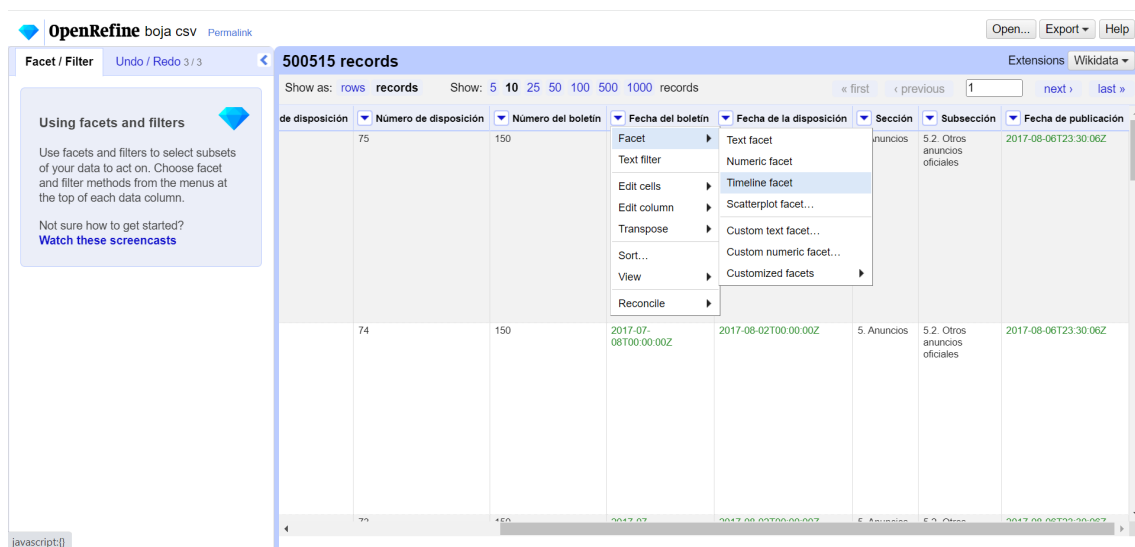 OpenRefine boja csv Permalink
Open... Export Help
Facet / Filter Undo / Redo 3 / 3
500515 records
Extensions Wikidata
Show as: rows records Show: 5 10 25 50 100 500 1000 records
« first ‹ previous 1 next › last »
de disposición Número de disposición Número del boletín Fecha del boletín Fecha de la disposición Sección Subsección Fecha de publicación
Using facets and filters
Use facets and filters to select subsets
of your data to act on. Choose facet
and filter methods from the menus at
the top of each data column.
Not sure how to get started?
Watch these screencasts
75 150
5.2. Otros
anuncios
oficiales
2017-08-06T23:30:06Z
Facet
Text filter
Edit cells
Edit column
Transpose
Sort...
View
Reconcile
Text facet
Numeric facet
Timeline facet
Scatterplot facet...
Custom text facet...
Custom numeric facet...
Customized facets
74 150
2017-07-
08T00:00:00Z
2017-08-02T00:00:00Z
5. Anuncios
5.2. Otros
anuncios
oficiales
2017-08-06T23:30:06Z
javascript:{}